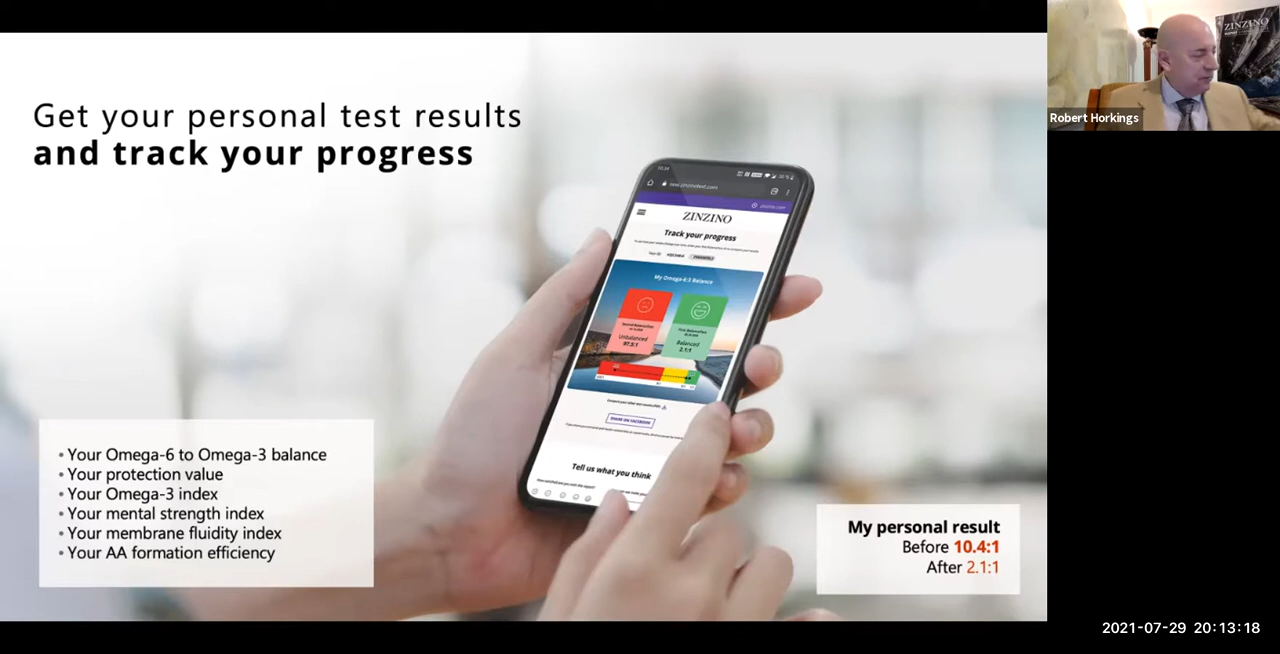 Get your personal test results
and track your progress
• Your Omega-6 to Omega-3 balance
• Your protection value
• Your Omega-3 index
• Your mental strength index
• Your membrane fluidity index
• Your AA formation efficiency
10:34
zinzino.com
ZINZINO
Track your progress
My Omega-6:3 Balance
Unbalanced
Balanced
2.1:1
SHARE ON FACEBOOK
Tell us what you think
My personal result
Before 10.4:1
After 2.1:1
ZINZINO
Robert Horkings
2021-07-29 20:13:18